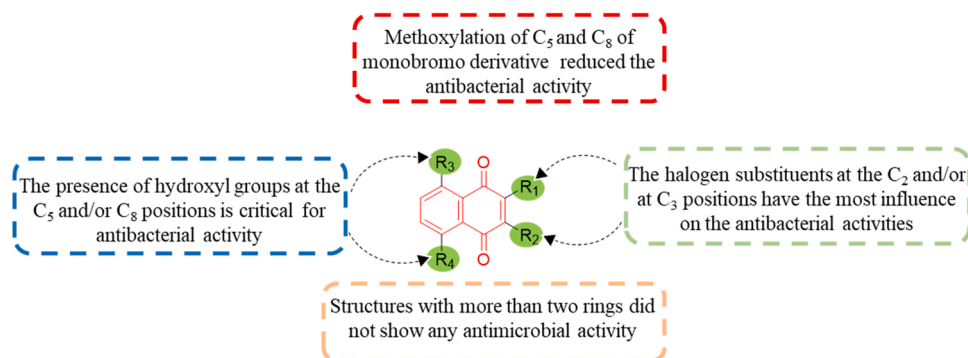 Methoxylation of C5 and C8 of
monobromo derivative reduced the
antibacterial activity
The presence of hydroxyl groups at the
C5 and/or C8 positions is critical for
antibacterial activity
R3
O
R1
R2
R4
O
The halogen substituents at the C2 and/or
at C3 positions have the most influence
on the antibacterial activities
Structures with more than two rings did
not show any antimicrobial activity